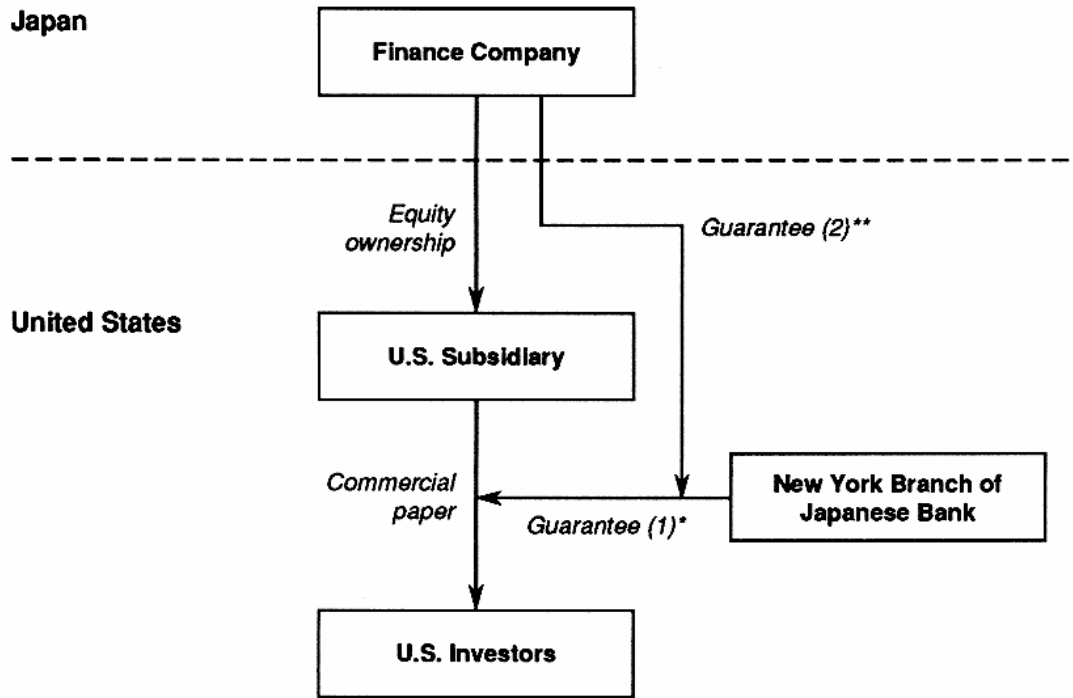 Japan
Finance Company
Equity
ownership
Guarantee (2)**
United States
U.S. Subsidiary
Commercial
paper
New York Branch of
Japanese Bank
Guarantee (1)*
U.S. Investors